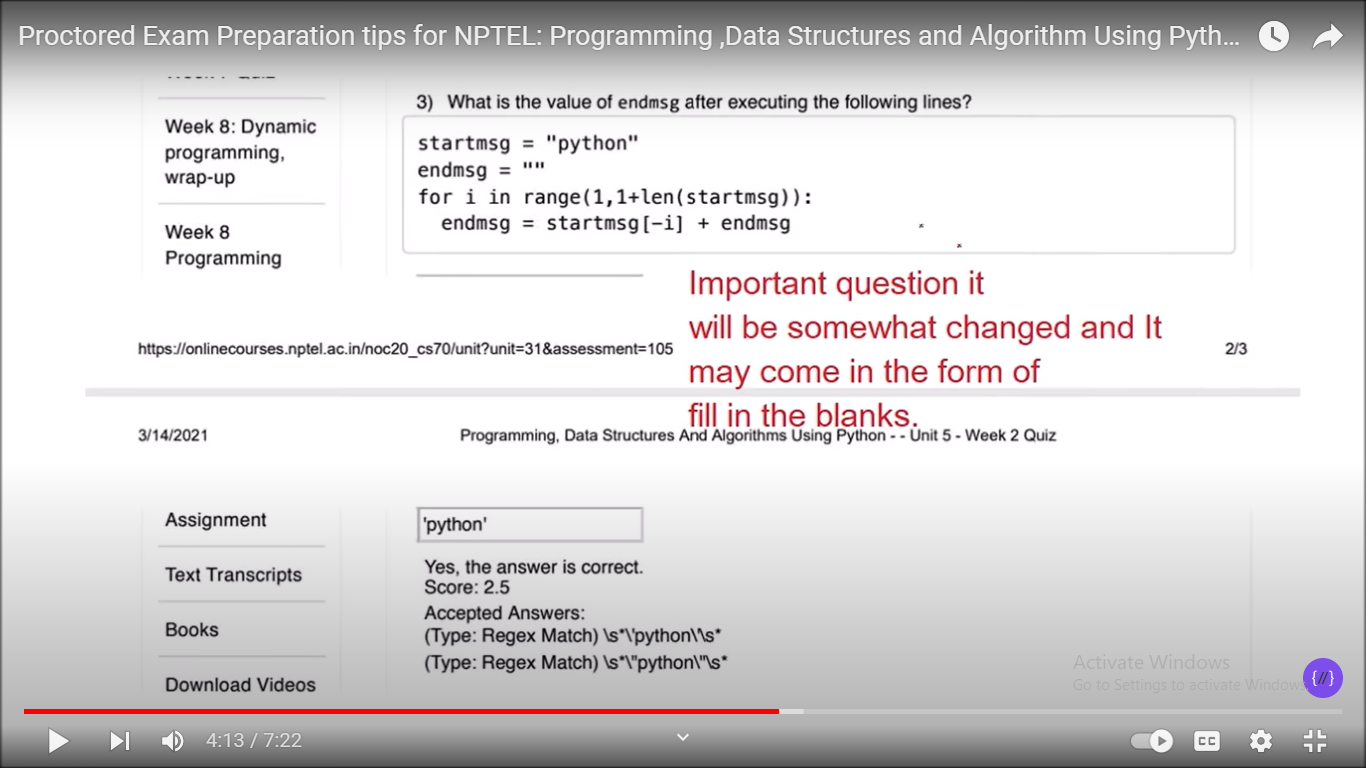 Proctored Exam Preparation tips for NPTEL: Programming ,Data Structures and Algorithm Using Pyth...
3) What is the value of endmsg after executing the following lines?
Week 8: Dynamic
programming,
wrap-up
startmsg = "python"
endmsg = ""
for i in range(1,1+len(startmsg)):
endmsg = startmsg[-i] + endmsg
Week 8
Programming
Important question it
will be somewhat changed and It
may come in the form of
fill in the blanks.
https://onlinecourses.nptel.ac.in/noc20_cs70/unit?unit=31&assessment=105
2/3
3/14/2021
Programming, Data Structures And Algorithms Using Python - - Unit 5 - Week 2 Quiz
Assignment
Text Transcripts
Books
Download Videos
'python'
Yes, the answer is correct.
Score: 2.5
Accepted Answers:
(Type: Regex Match) \s*\'python\'\s*
(Type: Regex Match) \s*\"python\"\s*
Activate Windows
Go to Settings to activate Windows
{//}
4:13 / 7:22
CC